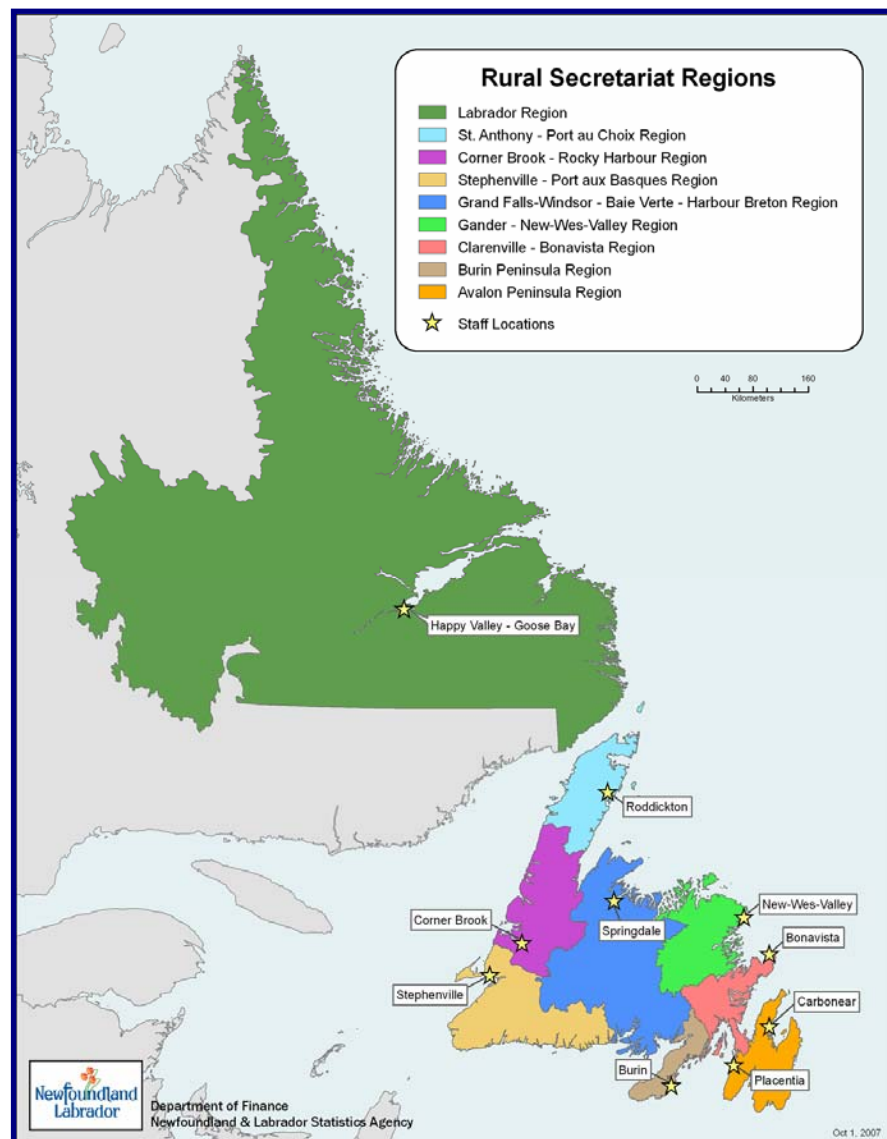 Rural Secretariat Regions
Labrador Region
St. Anthony - Port au Choix Region
Corner Brook - Rocky Harbour Region
Stephenville - Port aux Basques Region
Grand Falls-Windsor - Baie Verte - Harbour Breton Region
Gander - New-Wes-Valley Region
Clarenville - Bonavista Region
Burin Peninsula Region
Avalon Peninsula Region
Staff Locations
0 40 80 160
Kilometers
Happy Valley - Goose Bay
Roddickton
New-Wes-Valley
Corner Brook
Springdale
Bonavista
Stephenville
Carbonear
Burin
Placentia
Newfoundland
Labrador
Department of Finance
Newfoundland & Labrador Statistics Agency
Oct 1, 2007